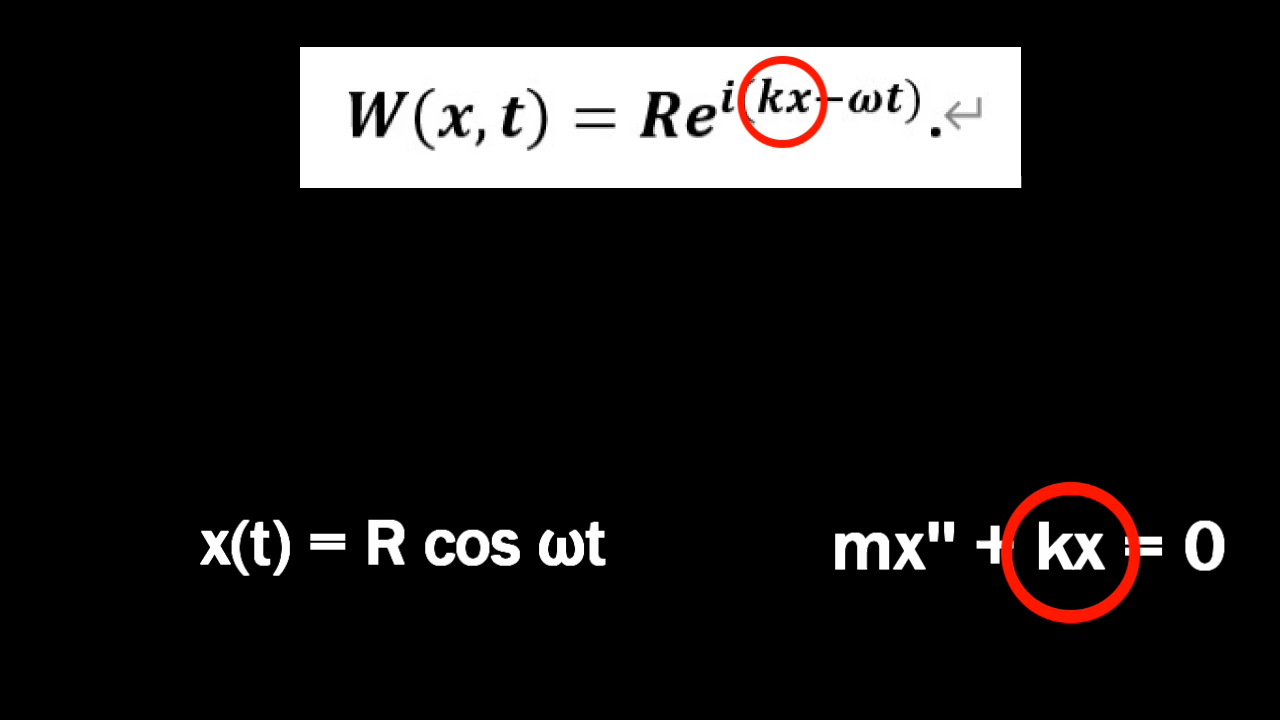 W(x, t) = Re^{i(kx−ωt)}.↵
x(t) = R cos ωt
mx" + kx = 0